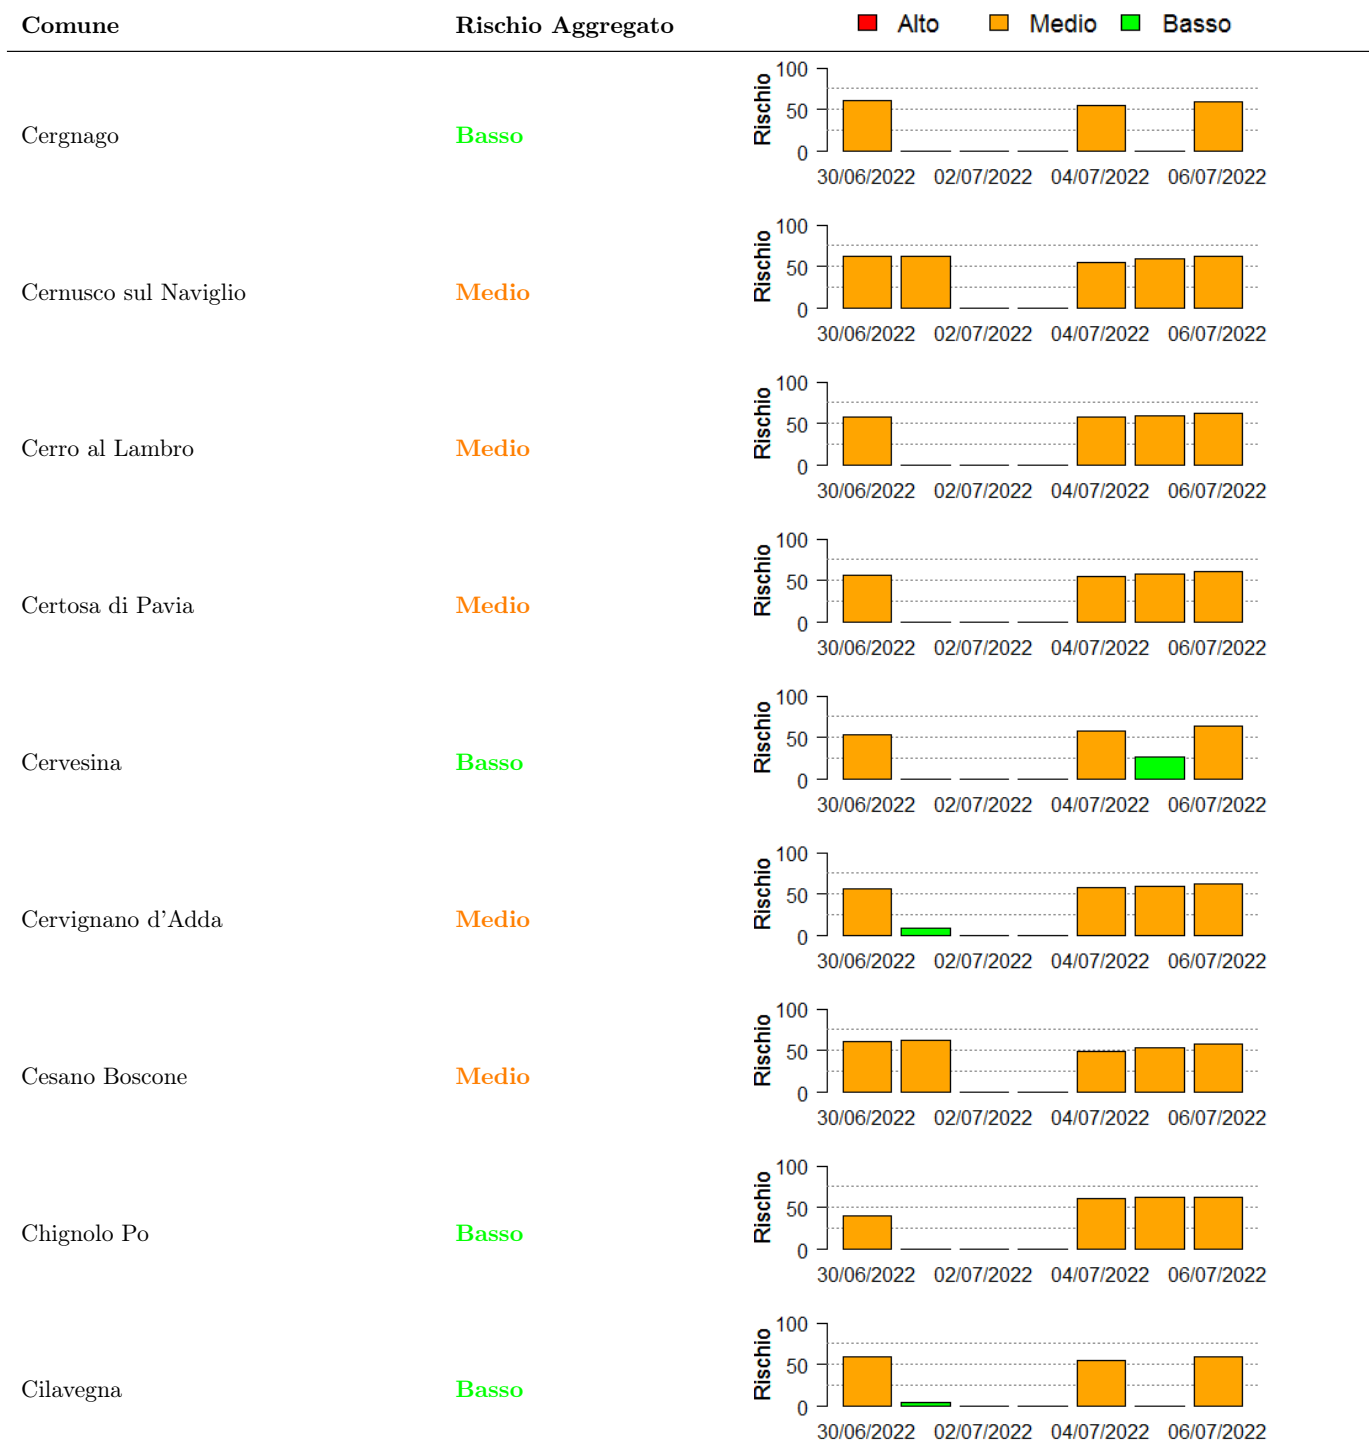 Comune Rischio Aggregato Alto Medio Basso
Cergnago Basso Rischio 100 50 0
30/06/2022 02/07/2022 04/07/2022 06/07/2022
Cernusco sul Naviglio Medio Rischio 100 50 0
30/06/2022 02/07/2022 04/07/2022 06/07/2022
Cerro al Lambro Medio Rischio 100 50 0
30/06/2022 02/07/2022 04/07/2022 06/07/2022
Certosa di Pavia Medio Rischio 100 50 0
30/06/2022 02/07/2022 04/07/2022 06/07/2022
Cervesina Basso Rischio 100 50 0
30/06/2022 02/07/2022 04/07/2022 06/07/2022
Cervignano d'Adda Medio Rischio 100 50 0
30/06/2022 02/07/2022 04/07/2022 06/07/2022
Cesano Boscone Medio Rischio 100 50 0
30/06/2022 02/07/2022 04/07/2022 06/07/2022
Chignolo Po Basso Rischio 100 50 0
30/06/2022 02/07/2022 04/07/2022 06/07/2022
Cilavegna Basso Rischio 100 50 0
30/06/2022 02/07/2022 04/07/2022 06/07/2022